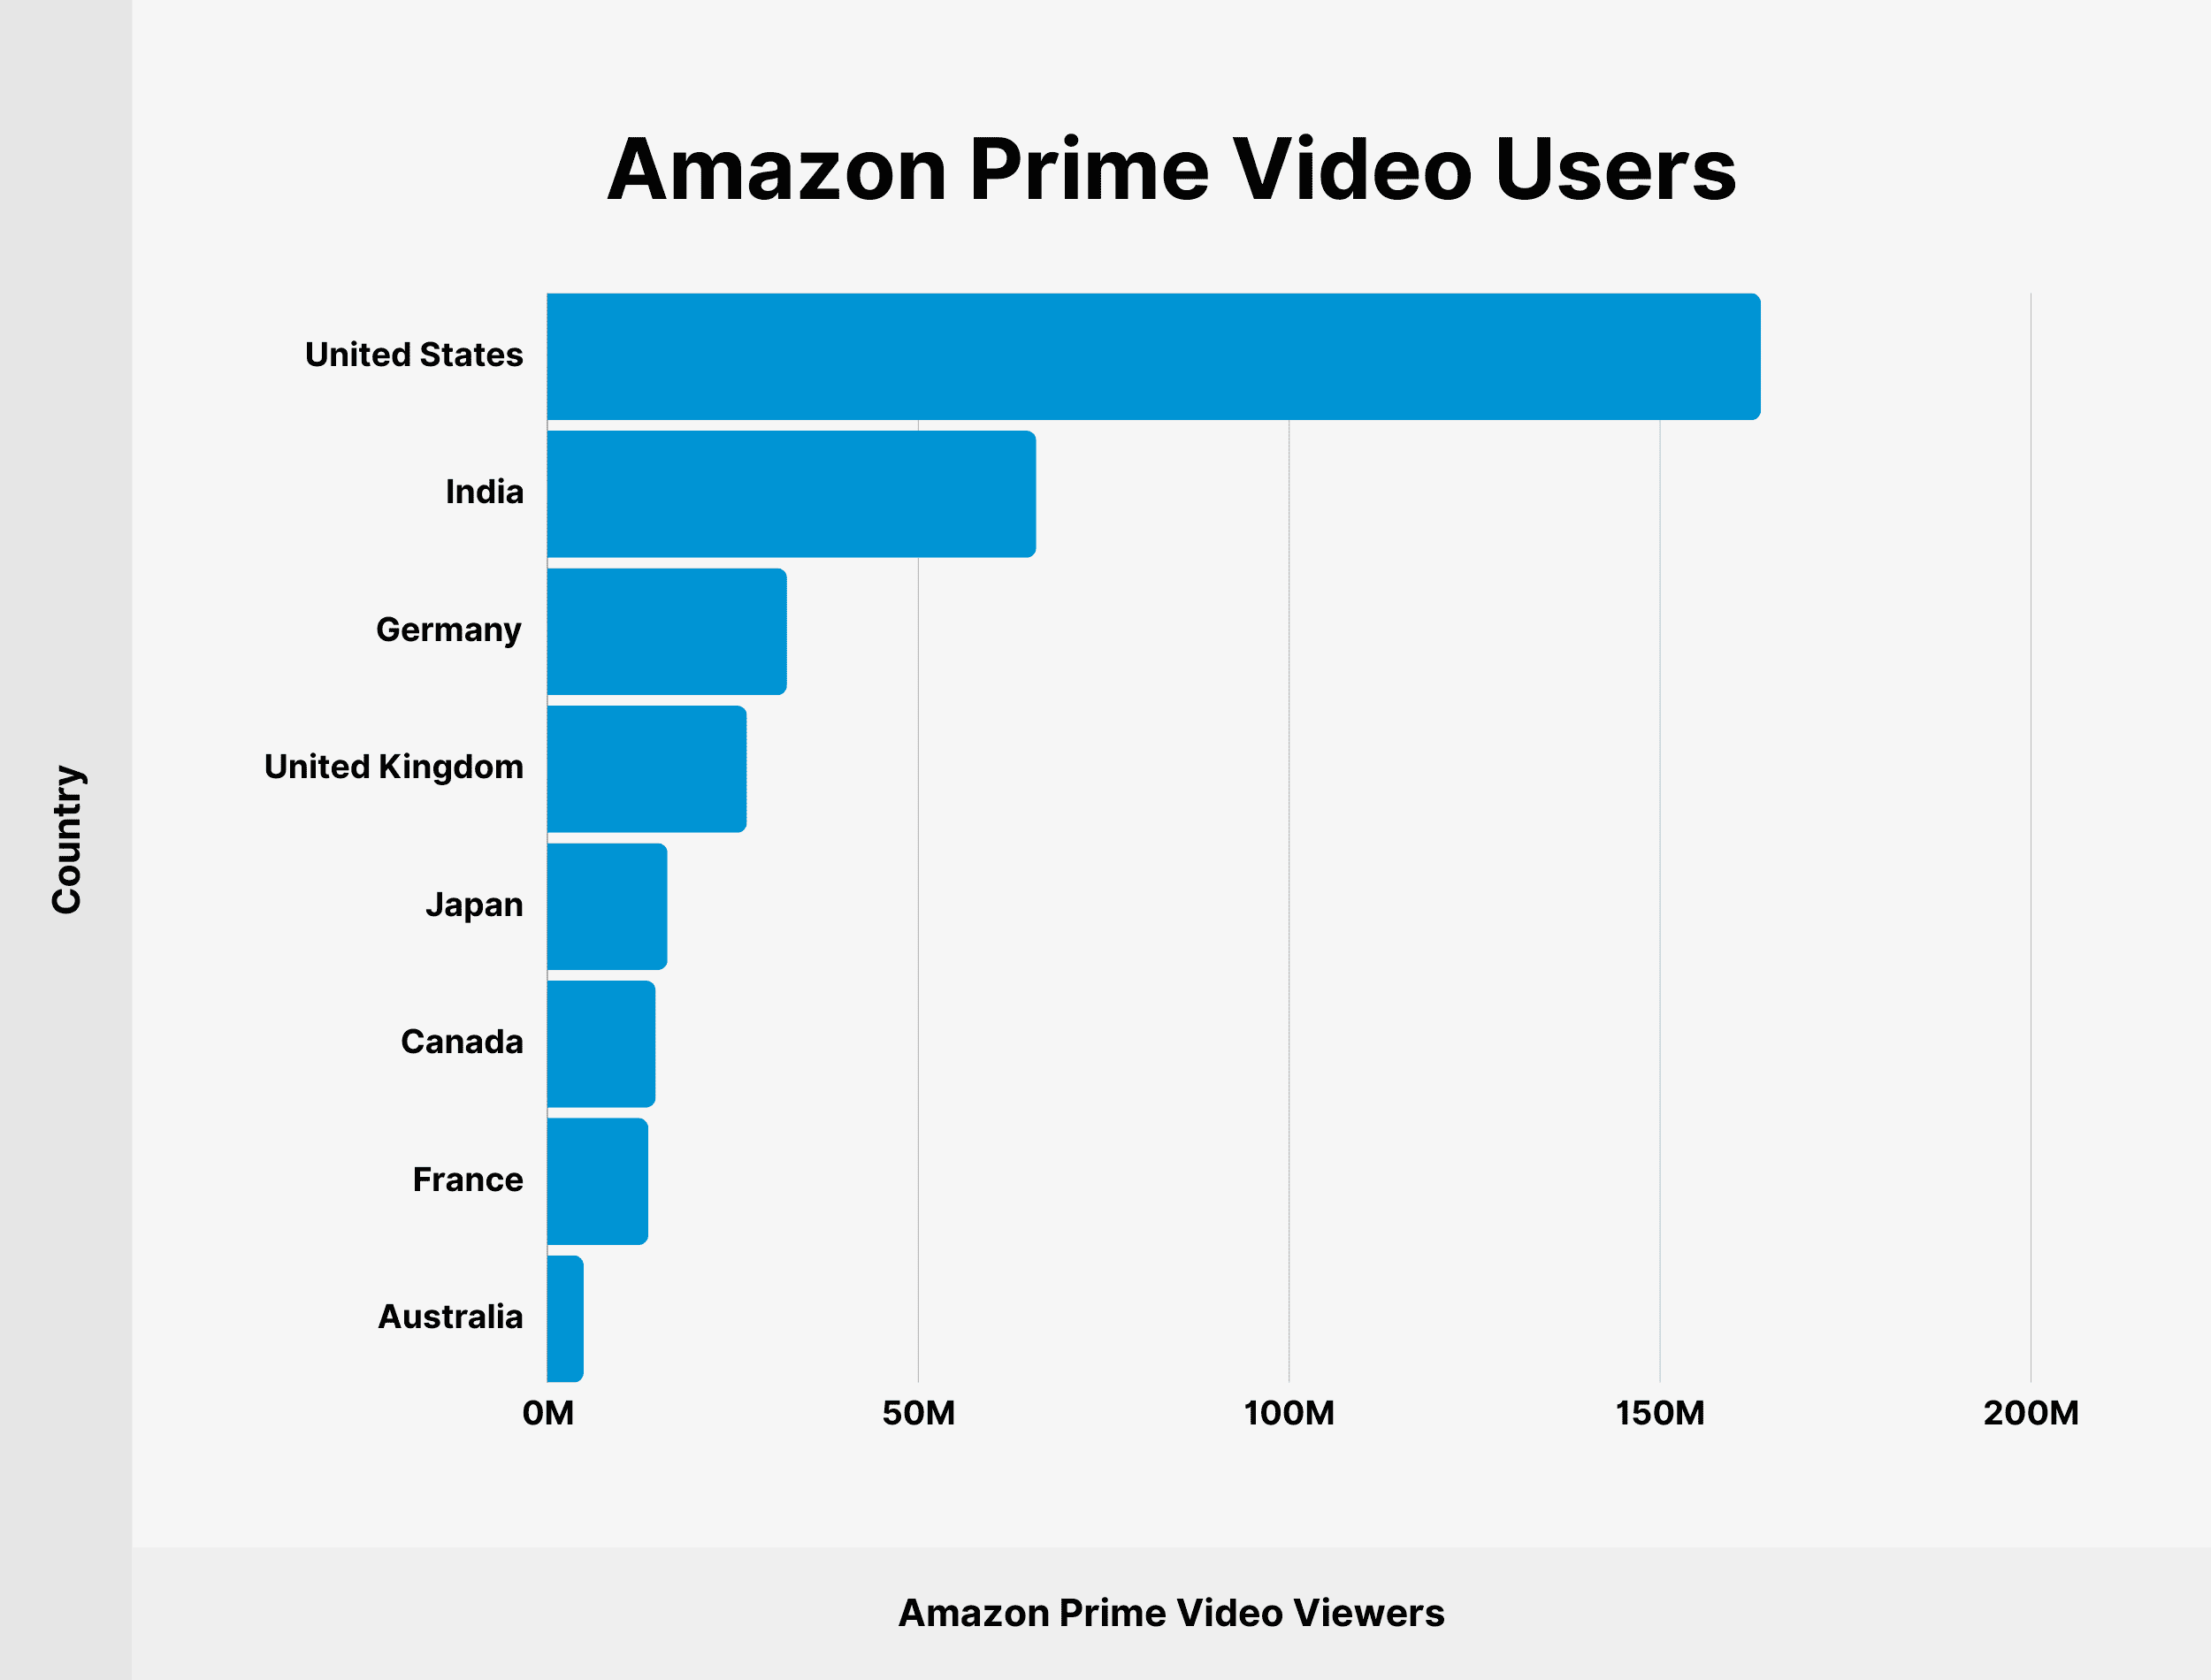 Amazon Prime Video Users
United States
India
Germany
United Kingdom
Japan
Canada
France
Australia
0M 50M 100M 150M 200M
Country
Amazon Prime Video Viewers